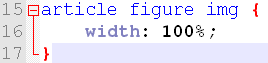 15 article figure img {
16     width: 100%;
17 }